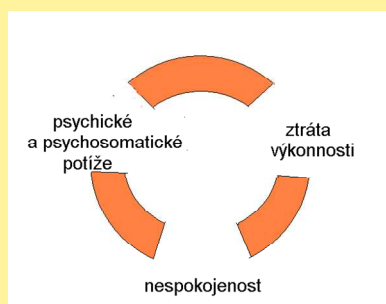 psychické
a psychosomatické
potíže
ztráta
výkonnosti
nespokojenost